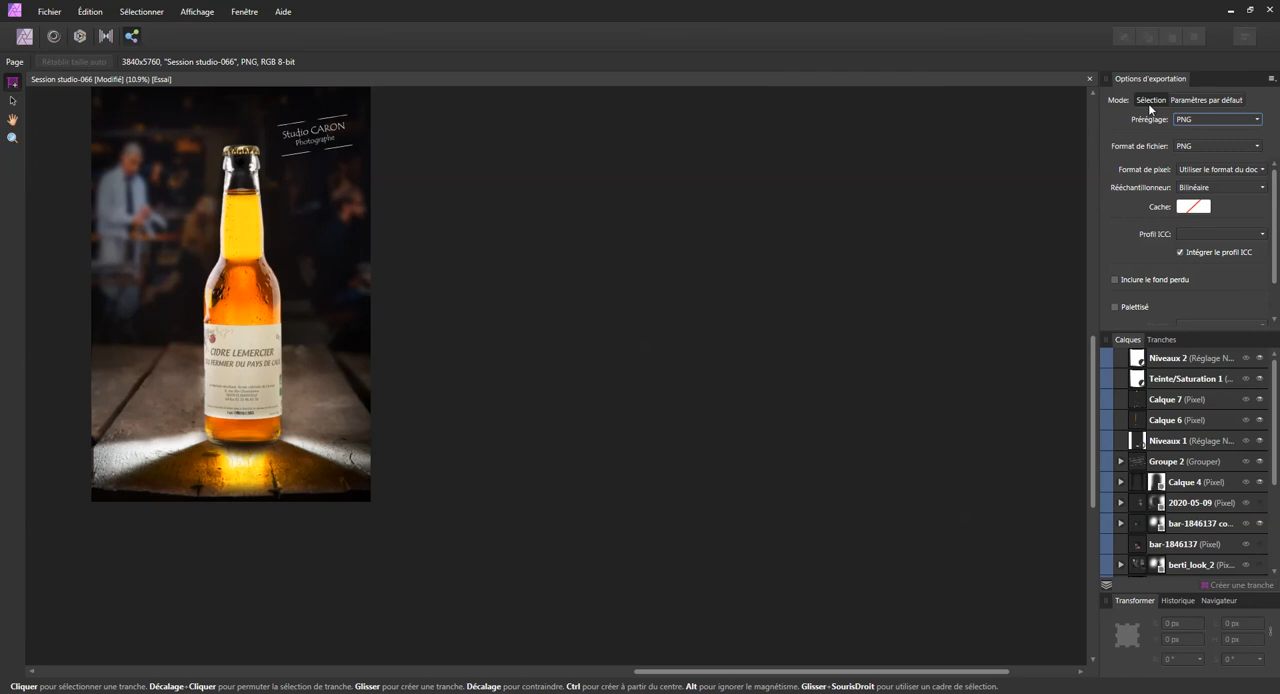 Fichier Édition Sélectionner Affichage Fenêtre Aide
Page Rétablir taille auto 3840x5760, "Session studio-066", PNG, RGB 8-bit
Session studio-066 [Modifié] (10.9%) [Essai]
Studio CARON
Photographe
CIDRE LEMERCIER
FERMIER DU PAYS DE
Options d'exportation
Mode: Sélection Paramètres par défaut
Préréglage: PNG
Format de fichier: PNG
Format de pixel: Utiliser le format du doc
Rééchantillonneur: Bilinéaire
Cache:
Profil ICC:
Intégrer le profil ICC
Inclure le fond perdu
Palettisé
Calques Tranches
Niveaux 2 (Réglage N...
Teinte/Saturation 1 (...
Calque 7 (Pixel)
Calque 6 (Pixel)
Niveaux 1 (Réglage N...
Groupe 2 (Grouper)
Calque 4 (Pixel)
2020-05-09 (Pixel)
bar-1846137 co...
bar-1846137 (Pixel)
berti_look_2 (Pix...
Créer une tranche
Transformer Historique Navigateur
X: 0 px L: 0 px
Y: 0 px H: 0 px
R: 0 ° S: 0 °
Cliquer pour sélectionner une tranche. Décalage+Cliquer pour permuter la sélection de tranche. Glisser pour créer une tranche. Décalage pour contraindre. Ctrl pour créer à partir du centre. Alt pour ignorer le magnétisme. Glisser+SourisDroit pour utiliser un cadre de sélection.